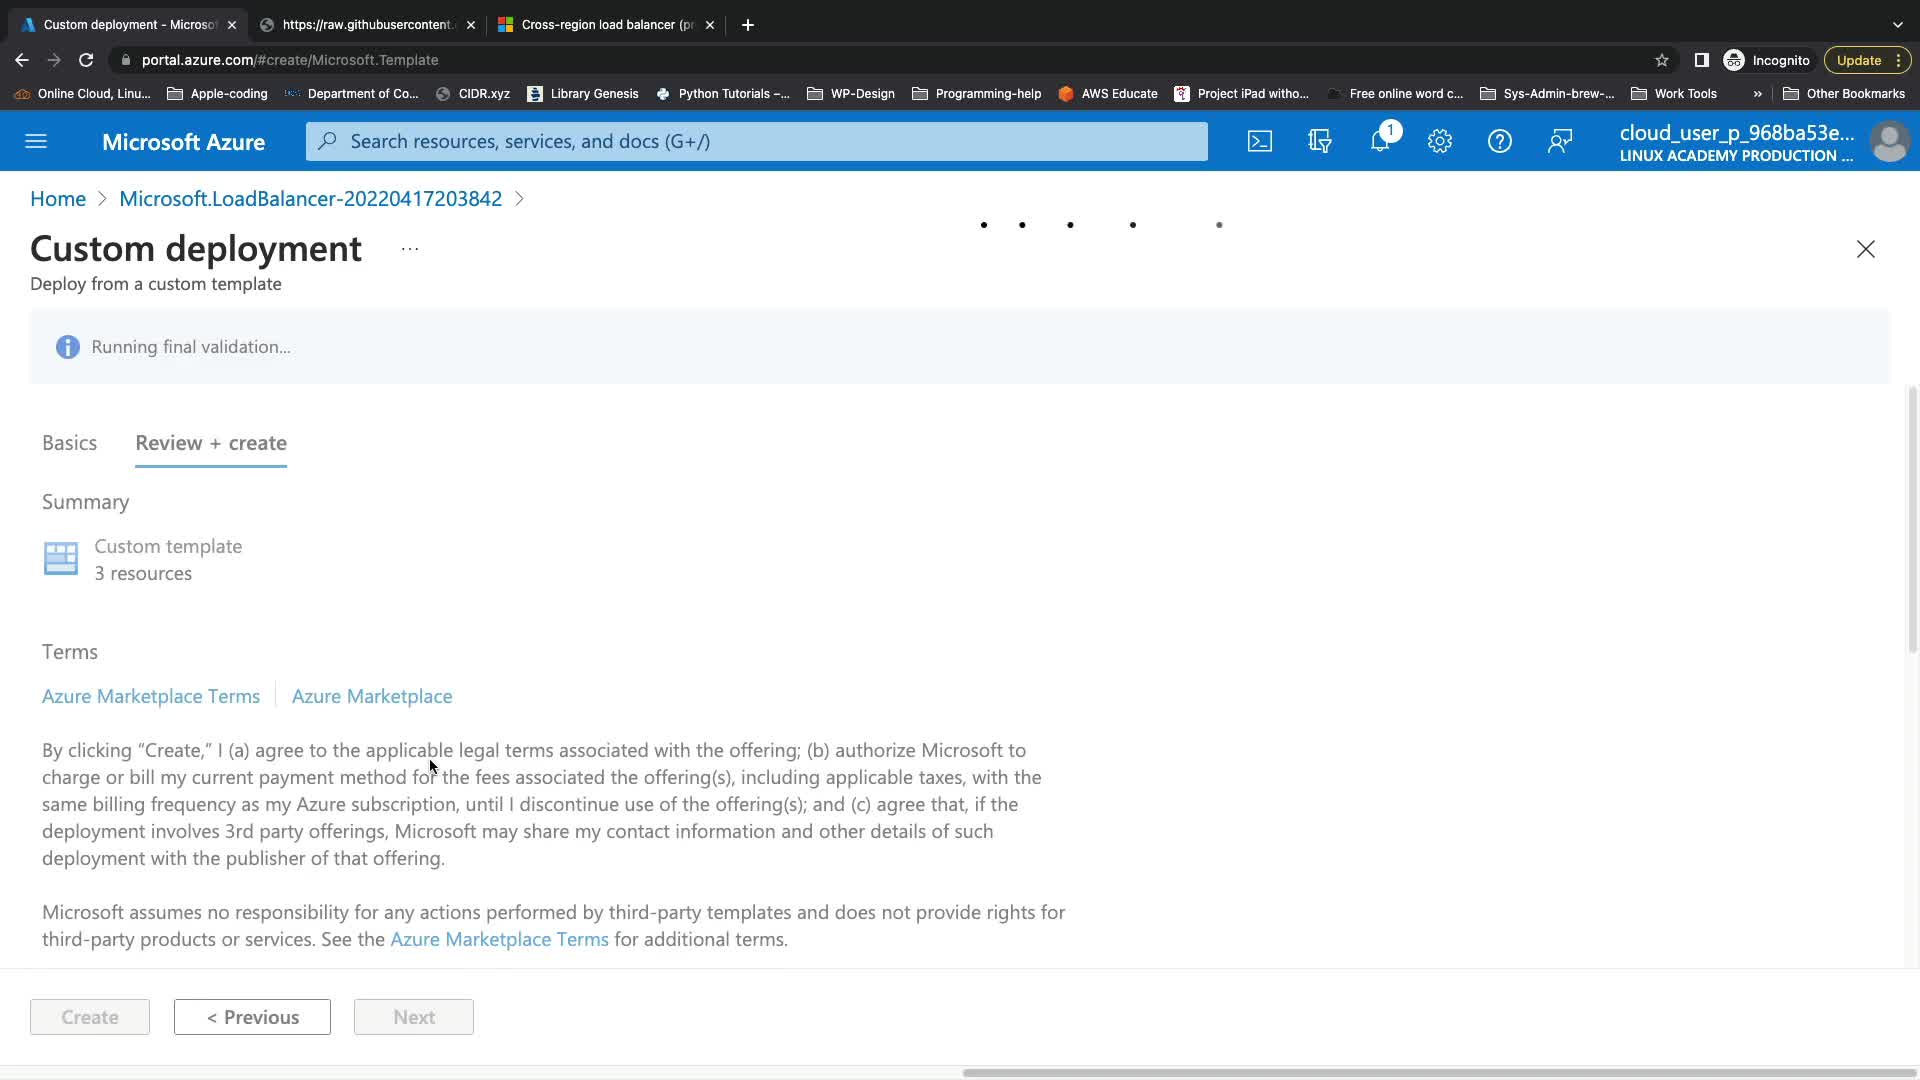 Custom deployment - Microso
https://raw.githubusercontent.
Cross-region load balancer (pr
portal.azure.com/#create/Microsoft.Template
Incognito
Update
Online Cloud, Linu...
Apple-coding
Department of Co...
CIDR.xyz
Library Genesis
Python Tutorials –...
WP-Design
Programming-help
AWS Educate
Project iPad witho...
Free online word c...
Sys-Admin-brew-...
Work Tools
»
Other Bookmarks
Microsoft Azure
Search resources, services, and docs (G+/)
1
cloud_user_p_968ba53e...
LINUX ACADEMY PRODUCTION ...
Home > Microsoft.LoadBalancer-20220417203842 >
Custom deployment ...
Deploy from a custom template
Running final validation...
Basics
Review + create
Summary
Custom template
3 resources
Terms
Azure Marketplace Terms
Azure Marketplace
By clicking “Create,” I (a) agree to the applicable legal terms associated with the offering; (b) authorize Microsoft to
charge or bill my current payment method for the fees associated the offering(s), including applicable taxes, with the
same billing frequency as my Azure subscription, until I discontinue use of the offering(s); and (c) agree that, if the
deployment involves 3rd party offerings, Microsoft may share my contact information and other details of such
deployment with the publisher of that offering.
Microsoft assumes no responsibility for any actions performed by third-party templates and does not provide rights for
third-party products or services. See the Azure Marketplace Terms for additional terms.
Create
< Previous
Next